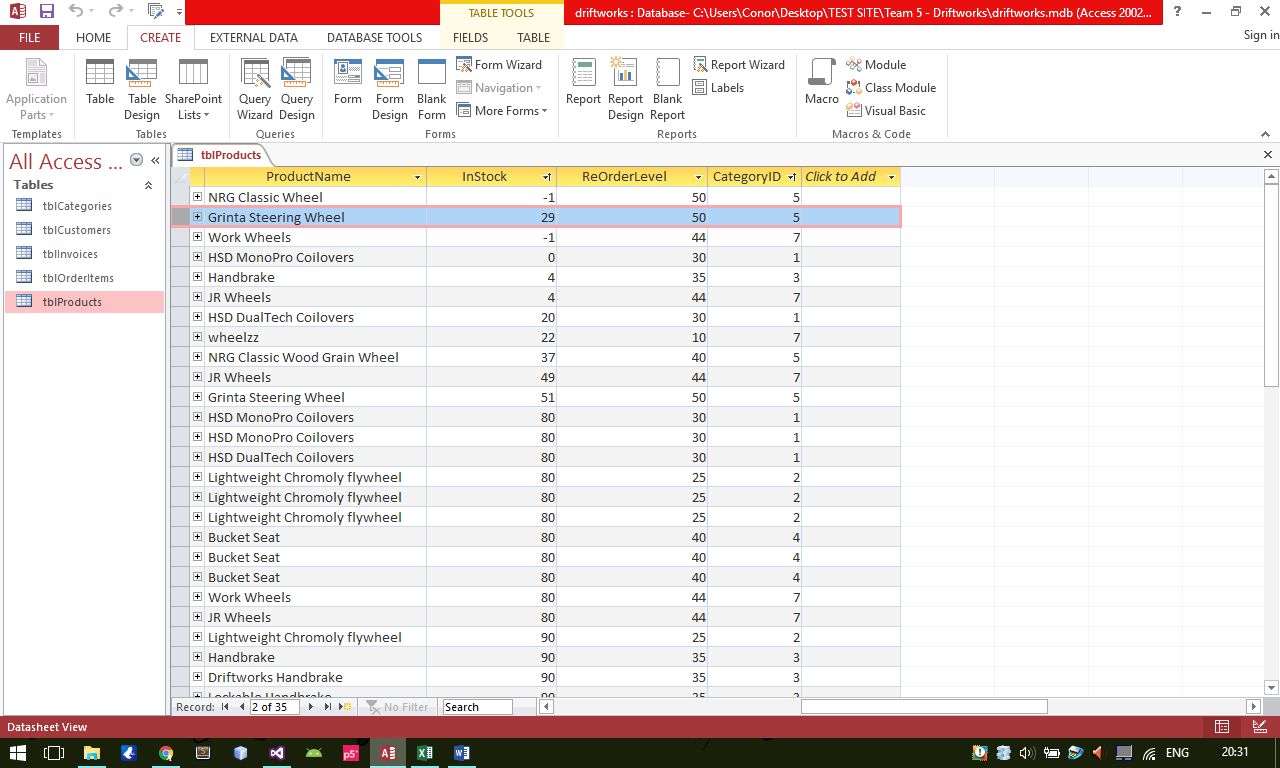 TABLE TOOLS
driftworks : Database- C:\Users\Conor\Desktop\TEST SITE\Team 5 - Driftworks\driftworks.mdb (Access 2002...
?
FILE HOME CREATE EXTERNAL DATA DATABASE TOOLS FIELDS TABLE Sign in
Application Parts
Table
Table Design
SharePoint Lists
Query Wizard
Query Design
Form
Form Design
Blank Form
Form Wizard
Navigation
More Forms
Report
Report Design
Blank Report
Report Wizard
Labels
Macro
Module
Class Module
Visual Basic
Templates Tables Queries Forms Reports Macros & Code
All Access ...
Tables
tblCategories
tblCustomers
tblInvoices
tblOrderItems
tblProducts
tblProducts
ProductName InStock ReOrderLevel CategoryID Click to Add
NRG Classic Wheel -1 50 5
Grinta Steering Wheel 29 50 5
Work Wheels -1 44 7
HSD MonoPro Coilovers 0 30 1
Handbrake 4 35 3
JR Wheels 4 44 7
HSD DualTech Coilovers 20 30 1
wheelzz 22 10 7
NRG Classic Wood Grain Wheel 37 40 5
JR Wheels 49 44 7
Grinta Steering Wheel 51 50 5
HSD MonoPro Coilovers 80 30 1
HSD MonoPro Coilovers 80 30 1
HSD DualTech Coilovers 80 30 1
Lightweight Chromoly flywheel 80 25 2
Lightweight Chromoly flywheel 80 25 2
Lightweight Chromoly flywheel 80 25 2
Bucket Seat 80 40 4
Bucket Seat 80 40 4
Bucket Seat 80 40 4
Work Wheels 80 44 7
JR Wheels 80 44 7
Lightweight Chromoly flywheel 90 25 2
Handbrake 90 35 3
Driftworks Handbrake 90 35 3
Lockable Handbrake 90 35 3
Record: 2 of 35 No Filter Search
Datasheet View
p5* ENG 20:31